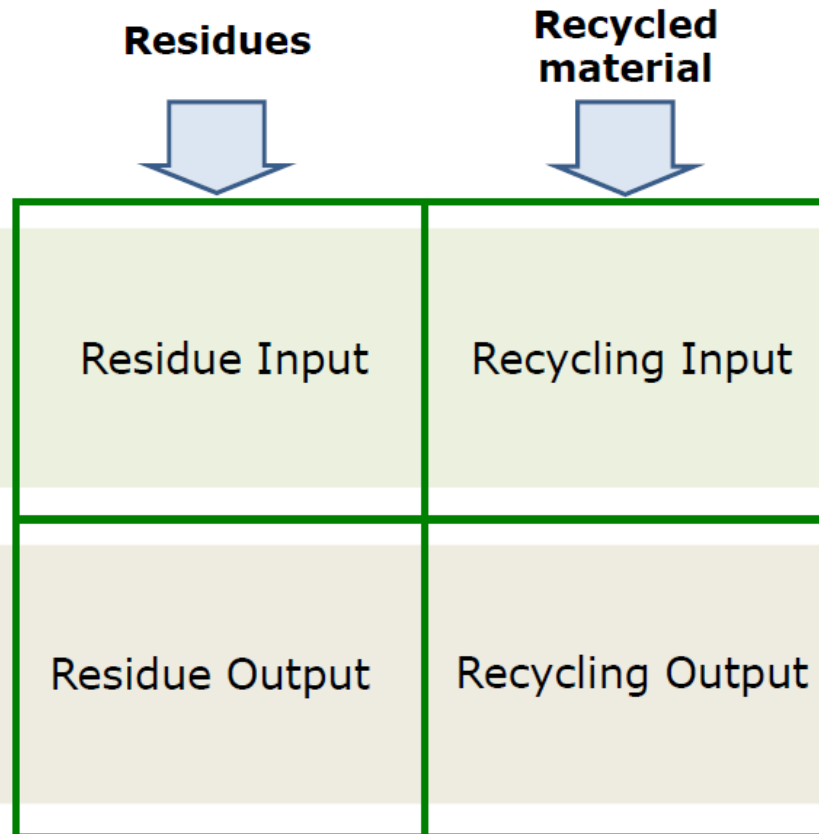 Residues
Recycled
material
Residue Input
Recycling Input
Residue Output
Recycling Output